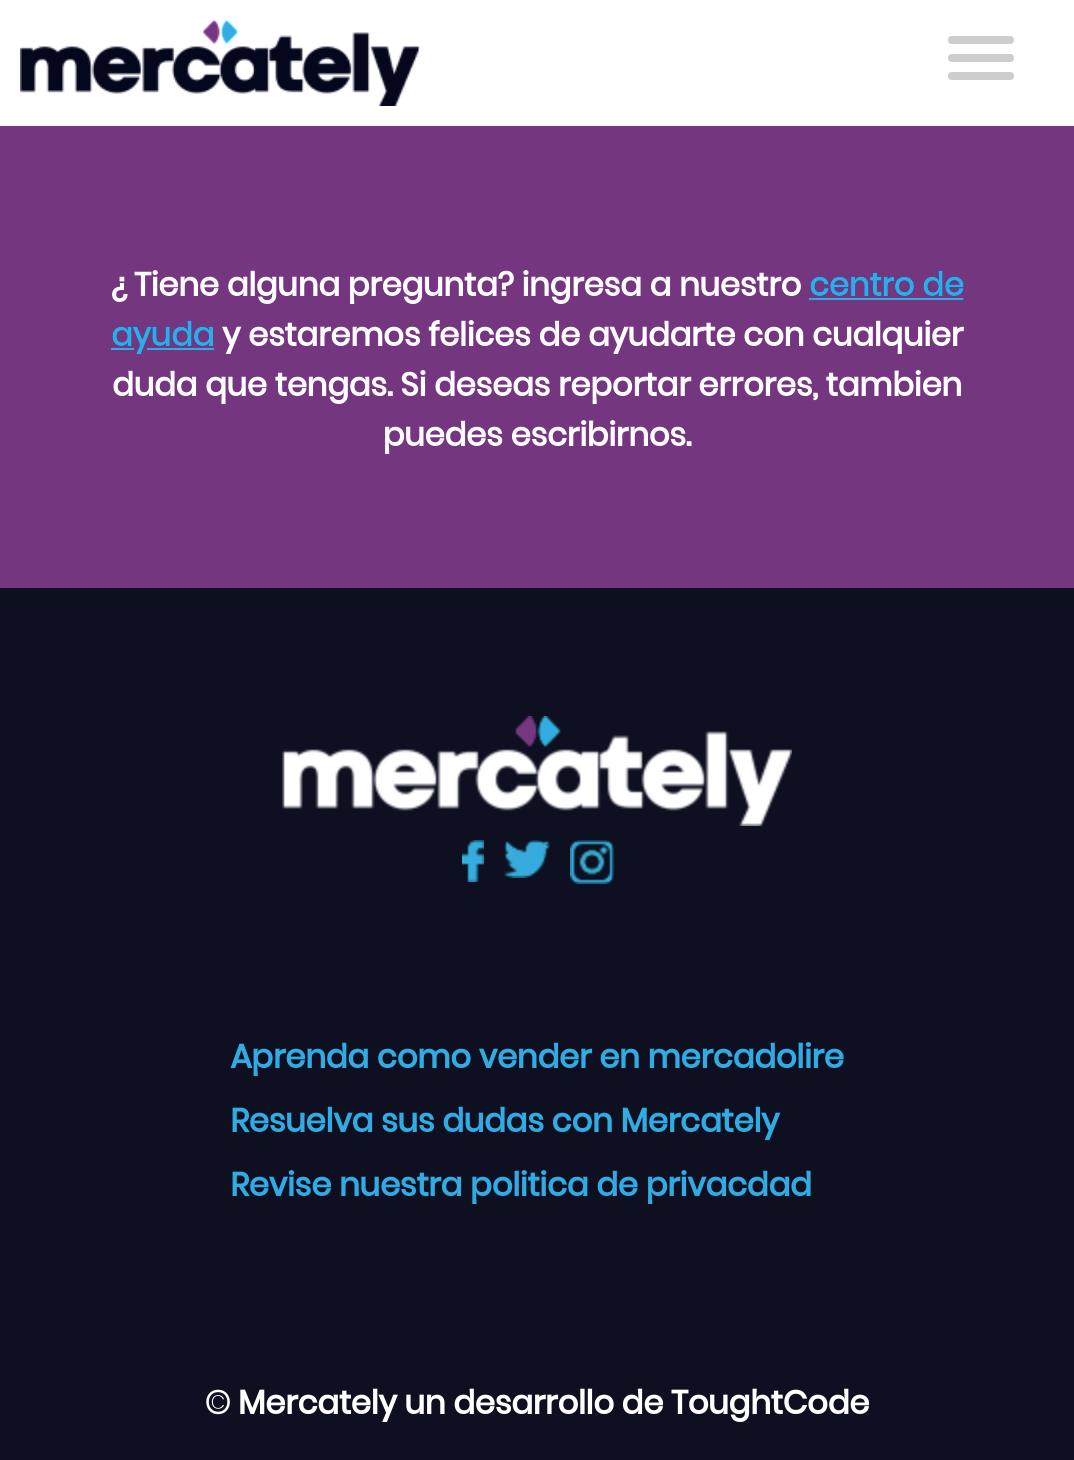 mercately
¿ Tiene alguna pregunta? ingresa a nuestro centro de
ayuda y estaremos felices de ayudarte con cualquier
duda que tengas. Si deseas reportar errores, tambien
puedes escribirnos.
mercately
Aprenda como vender en mercadolire
Resuelva sus dudas con Mercately
Revise nuestra politica de privacdad
© Mercately un desarrollo de ToughtCode